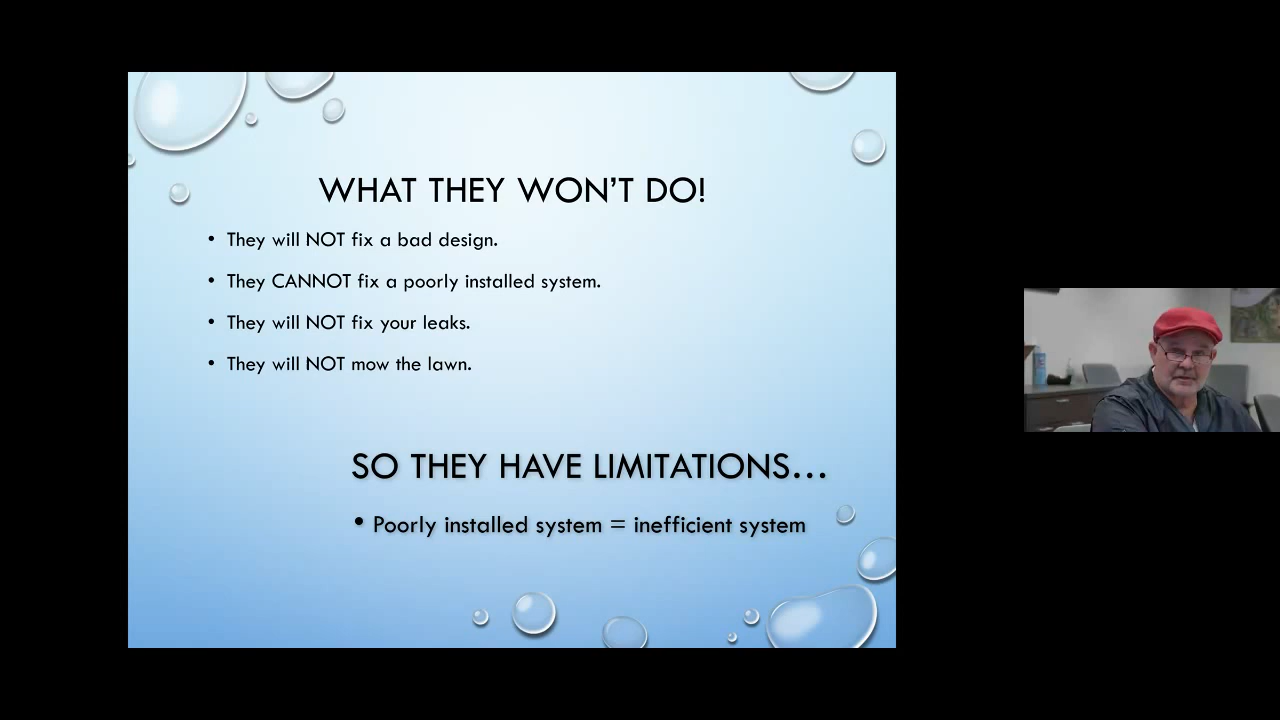 WHAT THEY WON'T DO!
• They will NOT fix a bad design.
• They CANNOT fix a poorly installed system.
• They will NOT fix your leaks.
• They will NOT mow the lawn.
SO THEY HAVE LIMITATIONS...
• Poorly installed system = inefficient system